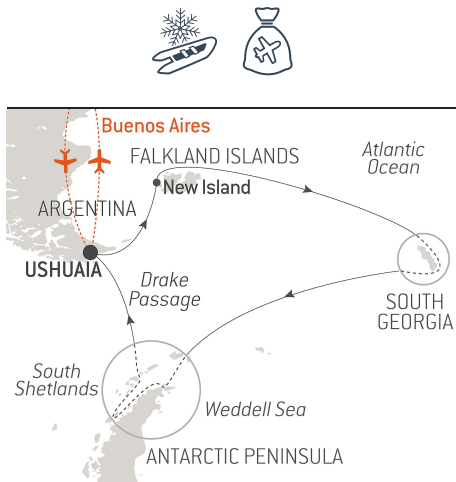 Buenos Aires
Atlantic
Ocean
FALKLAND ISLANDS
New Island
ARGENTINA
USHUAIA
Drake
Passage
SOUTH
GEORGIA
South
Shetlands
Weddell Sea
ANTARCTIC PENINSULA